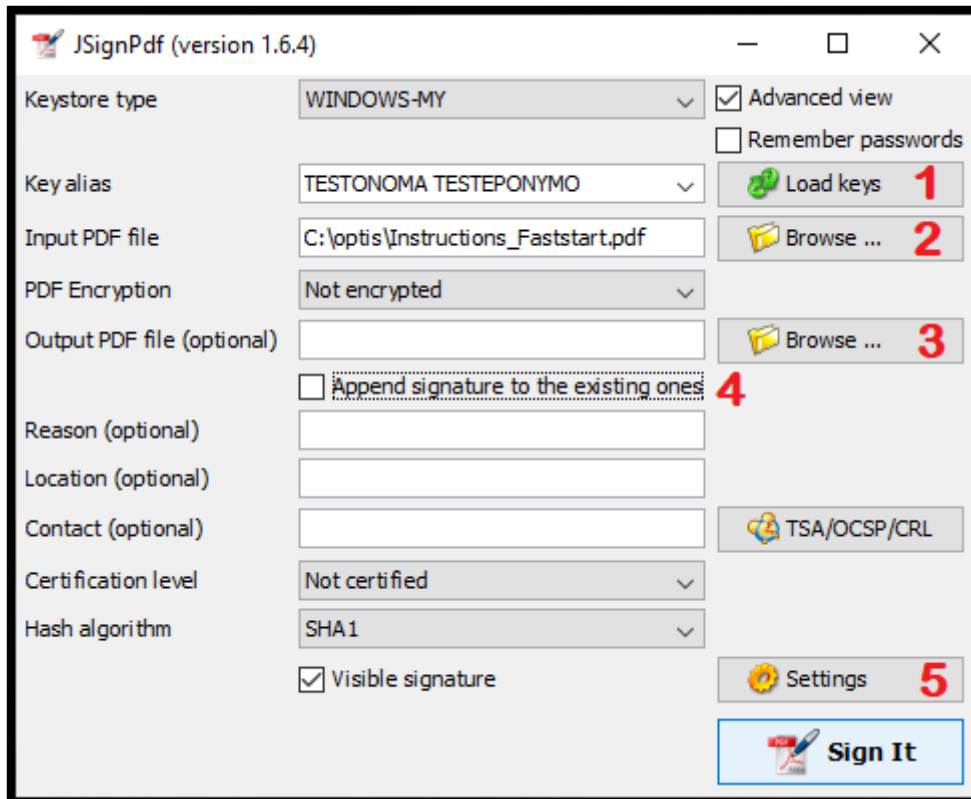 JSignPdf (version 1.6.4)
Keystore type WINDOWS-MY Advanced view
Remember passwords
Key alias TESTONOMA TESTEPONYMO Load keys 1
Input PDF file C:\optis\Instructions_Faststart.pdf Browse ... 2
PDF Encryption Not encrypted
Output PDF file (optional) Browse ... 3
Append signature to the existing ones 4
Reason (optional)
Location (optional)
Contact (optional) TSA/OCSP/CRL
Certification level Not certified
Hash algorithm SHA1
Visible signature Settings 5
Sign It